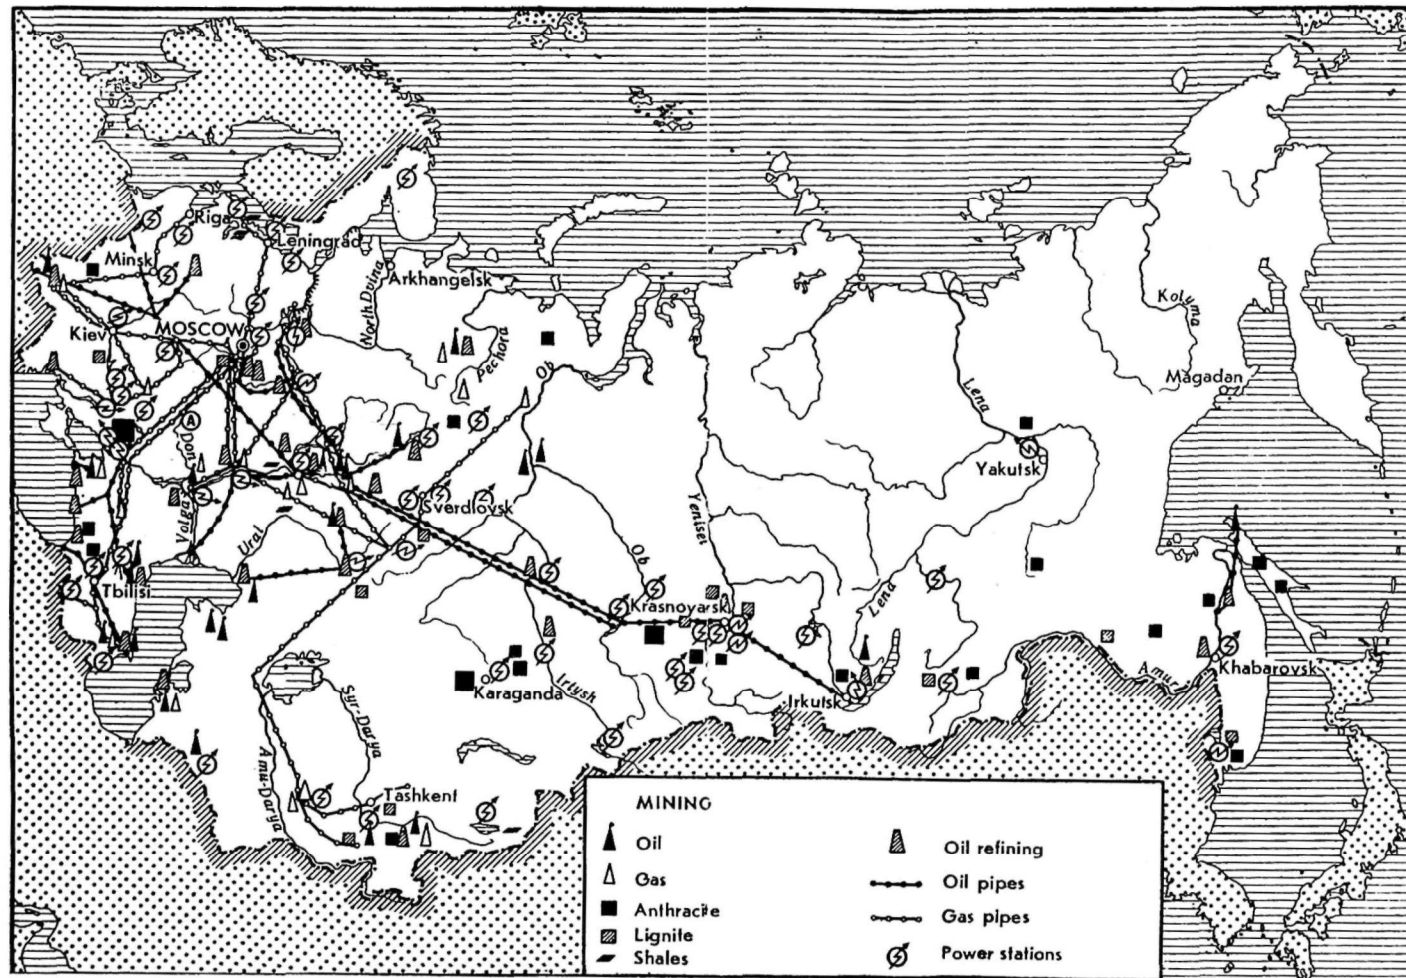 Riga
Leningrad
Minsk
Arkhangelsk
North Dvina
Kolyma
Kiev
MOSCOW
Pechora
Ob
Magadan
Lena
A
Don
Yakutsk
Sverdlovsk
Yenisei
Volga
Ural
Ob
Tbilisi
Krasnoyarsk
Lena
Khabarovsk
Amur
Karaganda
Irtysh
Irkutsk
Syr-Darya
Amu-Darya
Tashkent
MINING
Oil
Gas
Anthracite
Lignite
Shales
Oil refining
Oil pipes
Gas pipes
Power stations